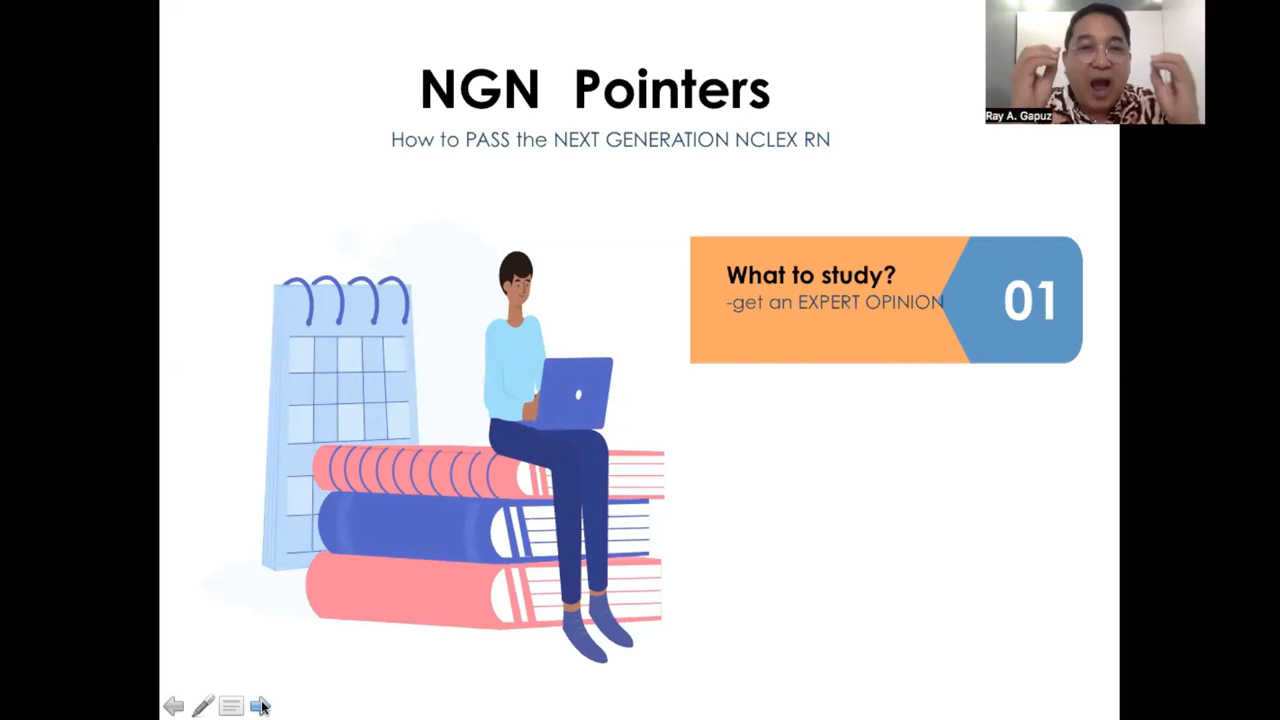 NGN Pointers
How to PASS the NEXT GENERATION NCLEX RN
Ray A. Gapuz
What to study?
-get an EXPERT OPINION
01